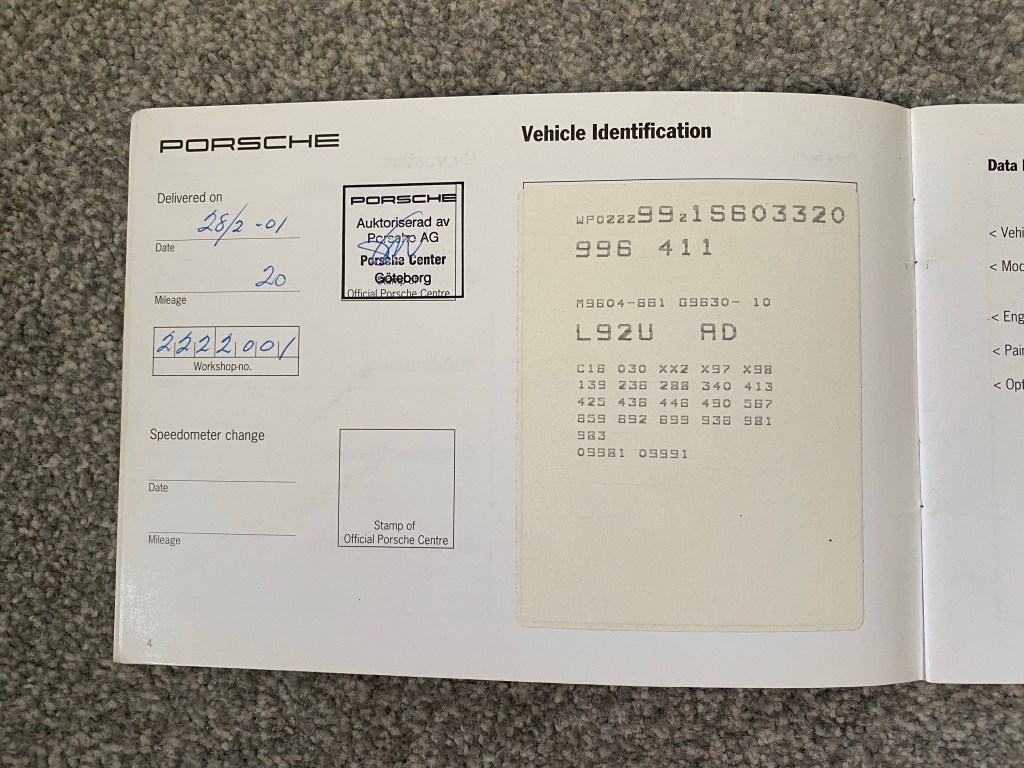 PORSCHE
Delivered on
28/2 -01
Date
20
Mileage
2222001
Workshop-no.
PORSCHE
Auktoriserad av
Porsche AG
Porsche Center
Göteborg
Official Porsche Centre
Speedometer change
Date
Mileage
Stamp of
Official Porsche Centre
4
Vehicle Identification
WP0ZZZ99Z1S603320
996 411
M9604-661 G9630- 10
L92U AD
C16 030 XX2 X97 X98
139 236 288 340 413
425 436 446 490 567
659 692 699 936 981
983
09981 09991
Data
< Vehi
< Mod
< Eng
< Pain
< Opt